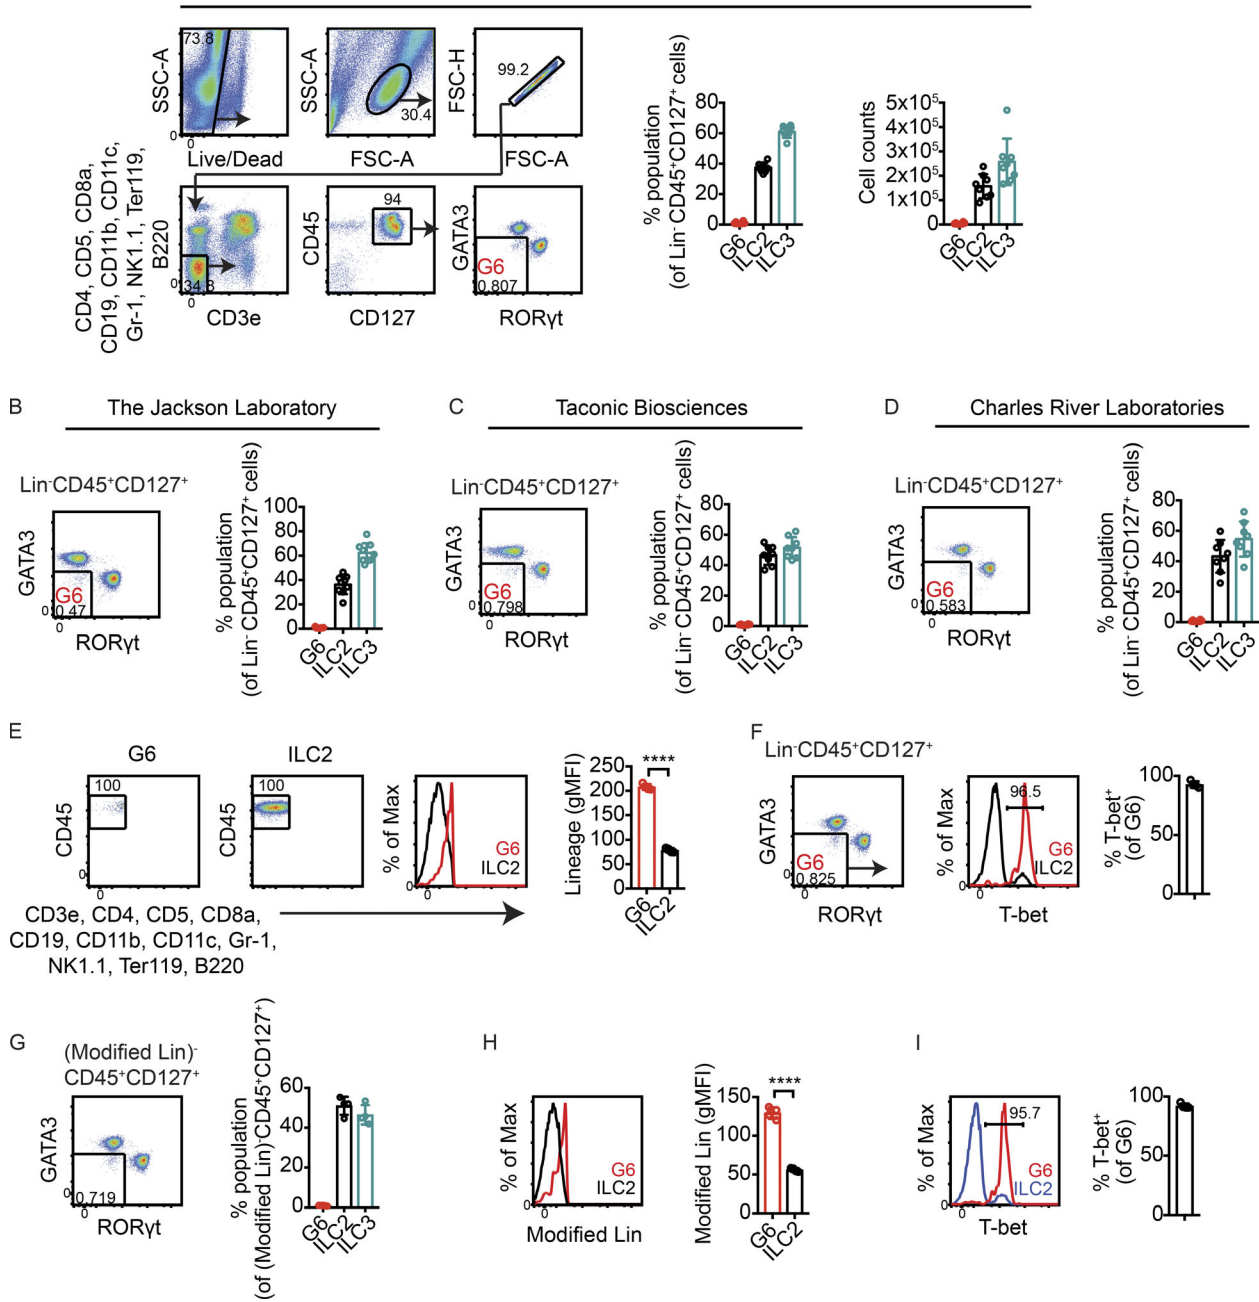 73.8
SSC-A
0
0
Live/Dead
SSC-A
30.4
FSC-A
FSC-H
99.2
FSC-A
CD4, CD5, CD8a,
CD19, CD11b, CD11c,
Gr-1, NK1.1, Ter119,
B220
0
34.8
0
CD3e
CD45
94
CD127
GATA3
G6
0
0.807
RORγt
% population
(of Lin⁻ CD45⁺CD127⁺ cells)
80
60
40
20
0
G6
ILC2
ILC3
Cell counts
5x10⁵
4x10⁵
3x10⁵
2x10⁵
1x10⁵
0
G6
ILC2
ILC3
B
The Jackson Laboratory
Lin⁻CD45⁺CD127⁺
GATA3
G6
0
0.47
0
RORγt
% population
(of Lin⁻ CD45⁺CD127⁺ cells)
100
80
60
40
20
0
G6
ILC2
ILC3
C
Taconic Biosciences
Lin⁻CD45⁺CD127⁺
GATA3
G6
0
0.798
0
RORγt
% population
(of Lin⁻ CD45⁺CD127⁺ cells)
80
60
40
20
0
G6
ILC2
ILC3
D
Charles River Laboratories
Lin⁻CD45⁺CD127⁺
GATA3
G6
0
0.583
0
RORγt
% population
(of Lin⁻ CD45⁺CD127⁺ cells)
80
60
40
20
0
G6
ILC2
ILC3
E
G6
100
CD45
0
0
ILC2
100
CD45
0
0
% of Max
G6
ILC2
0
CD3e, CD4, CD5, CD8a,
CD19, CD11b, CD11c, Gr-1,
NK1.1, Ter119, B220
Lineage (gMFI)
****
250
200
150
100
50
0
G6
ILC2
F
Lin⁻CD45⁺CD127⁺
GATA3
G6
0
0.825
0
RORγt
% of Max
96.5
G6
ILC2
0
T-bet
% T-bet⁺
(of G6)
100
50
0
G
(Modified Lin)⁻
CD45⁺CD127⁺
GATA3
0
0.719
0
RORγt
% population
(of (Modified Lin)⁻CD45⁺CD127⁺)
60
40
20
0
G6
ILC2
ILC3
H
% of Max
G6
ILC2
0
Modified Lin
Modified Lin (gMFI)
****
150
100
50
0
G6
ILC2
I
% of Max
95.7
G6
ILC2
0
T-bet
% T-bet⁺
(of G6)
100
50
0